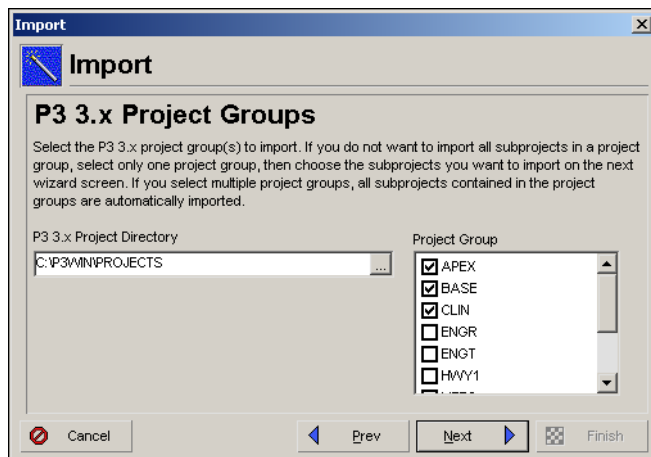 Import
Import
P3 3.x Project Groups
Select the P3 3.x project group(s) to import. If you do not want to import all subprojects in a project
group, select only one project group, then choose the subprojects you want to import on the next
wizard screen. If you select multiple project groups, all subprojects contained in the project
groups are automatically imported.
P3 3.x Project Directory
C:\P3WIN\PROJECTS
...
Project Group
APEX
BASE
CLIN
ENGR
ENGT
HWY1
Cancel
Prev
Next
Finish